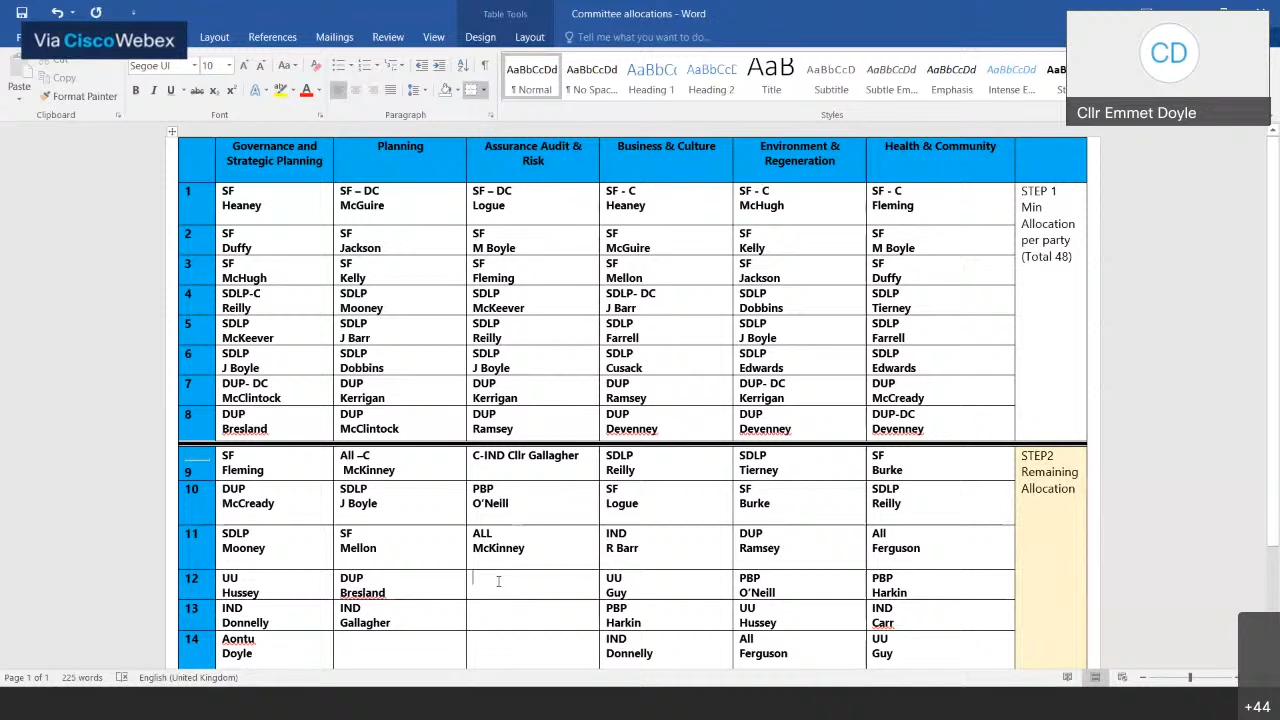 Table Tools
Committee allocations - Word
Via Cisco Webex
Layout
References
Mailings
Review
View
Design
Layout
Tell me what you want to do...
CD
Cllr Emmet Doyle
Cut
Copy
Paste
Format Painter
Clipboard
Segoe UI
10
Font
Paragraph
AaBbCcDd
¶ Normal
AaBbCcDd
¶ No Spac...
AaBbCc
Heading 1
AaBbCcD
Heading 2
AaB
Title
AaBbCcD
Subtitle
AaBbCcDd
Subtle Em...
AaBbCcDd
Emphasis
AaBbCcDd
Intense E...
Styles
Governance and Strategic Planning
Planning
Assurance Audit & Risk
Business & Culture
Environment & Regeneration
Health & Community
1
SF
Heaney
SF – DC
McGuire
SF – DC
Logue
SF - C
Heaney
SF - C
McHugh
SF - C
Fleming
STEP 1
Min
Allocation
per party
(Total 48)
2
SF
Duffy
SF
Jackson
SF
M Boyle
SF
McGuire
SF
Kelly
SF
M Boyle
3
SF
McHugh
SF
Kelly
SF
Fleming
SF
Mellon
SF
Jackson
SF
Duffy
4
SDLP-C
Reilly
SDLP
Mooney
SDLP
McKeever
SDLP- DC
J Barr
SDLP
Dobbins
SDLP
Tierney
5
SDLP
McKeever
SDLP
J Barr
SDLP
Reilly
SDLP
Farrell
SDLP
J Boyle
SDLP
Farrell
6
SDLP
J Boyle
SDLP
Dobbins
SDLP
J Boyle
SDLP
Cusack
SDLP
Edwards
SDLP
Edwards
7
DUP- DC
McClintock
DUP
Kerrigan
DUP
Kerrigan
DUP
Ramsey
DUP- DC
Kerrigan
DUP
McCready
8
DUP
Bresland
DUP
McClintock
DUP
Ramsey
DUP
Devenney
DUP
Devenney
DUP-DC
Devenney
9
SF
Fleming
All –C
McKinney
C-IND Cllr Gallagher
SDLP
Reilly
SDLP
Tierney
SF
Burke
STEP2
Remaining
Allocation
10
DUP
McCready
SDLP
J Boyle
PBP
O'Neill
SF
Logue
SF
Burke
SDLP
Reilly
11
SDLP
Mooney
SF
Mellon
ALL
McKinney
IND
R Barr
DUP
Ramsey
All
Ferguson
12
UU
Hussey
DUP
Bresland
UU
Guy
PBP
O'Neill
PBP
Harkin
13
IND
Donnelly
IND
Gallagher
PBP
Harkin
UU
Hussey
IND
Carr
14
Aontu
Doyle
IND
Donnelly
All
Ferguson
UU
Guy
Page 1 of 1
225 words
English (United Kingdom)
+44